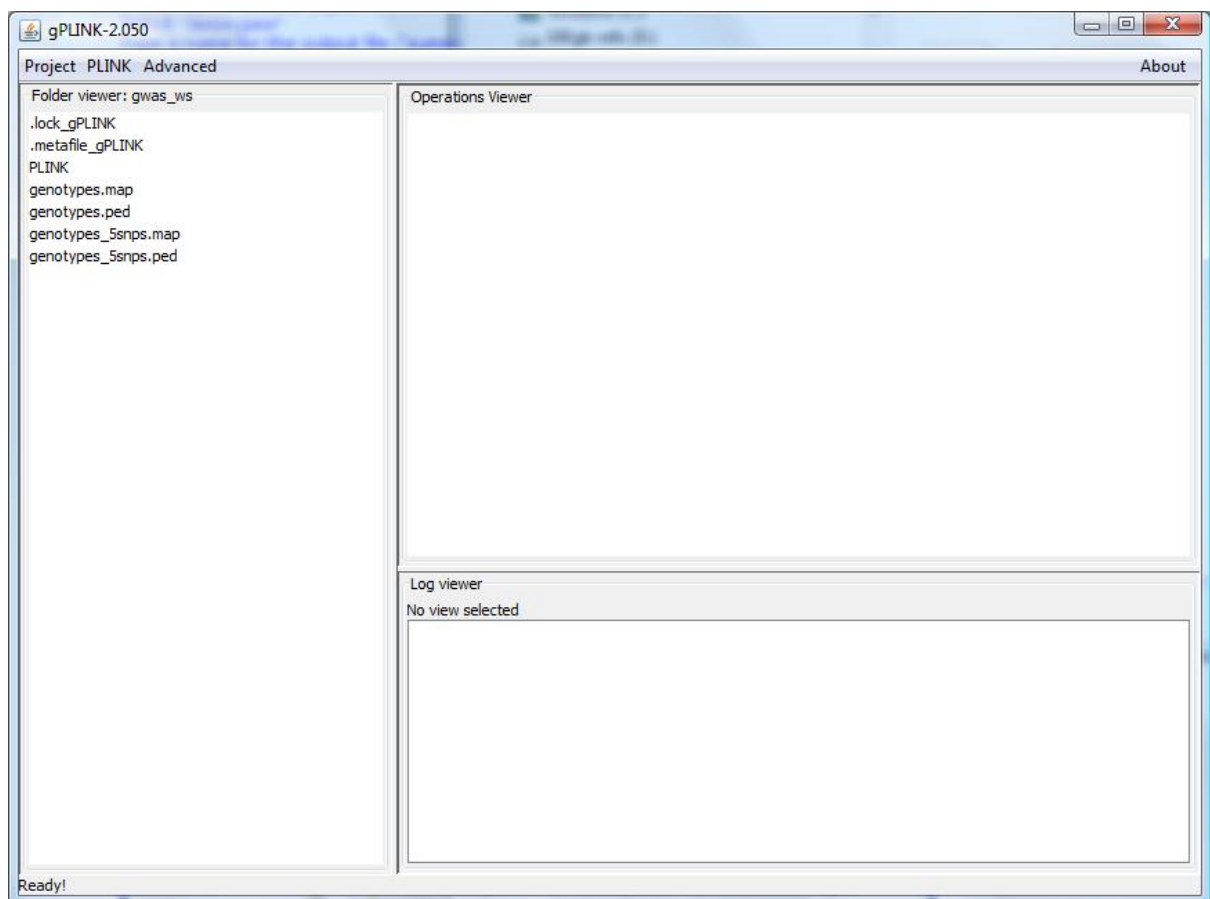 gPLINK-2.050
Project PLINK Advanced About
Folder viewer: gwas_ws
.lock_gPLINK
.metafile_gPLINK
PLINK
genotypes.map
genotypes.ped
genotypes_5snps.map
genotypes_5snps.ped
Operations Viewer
Log viewer
No view selected
Ready!